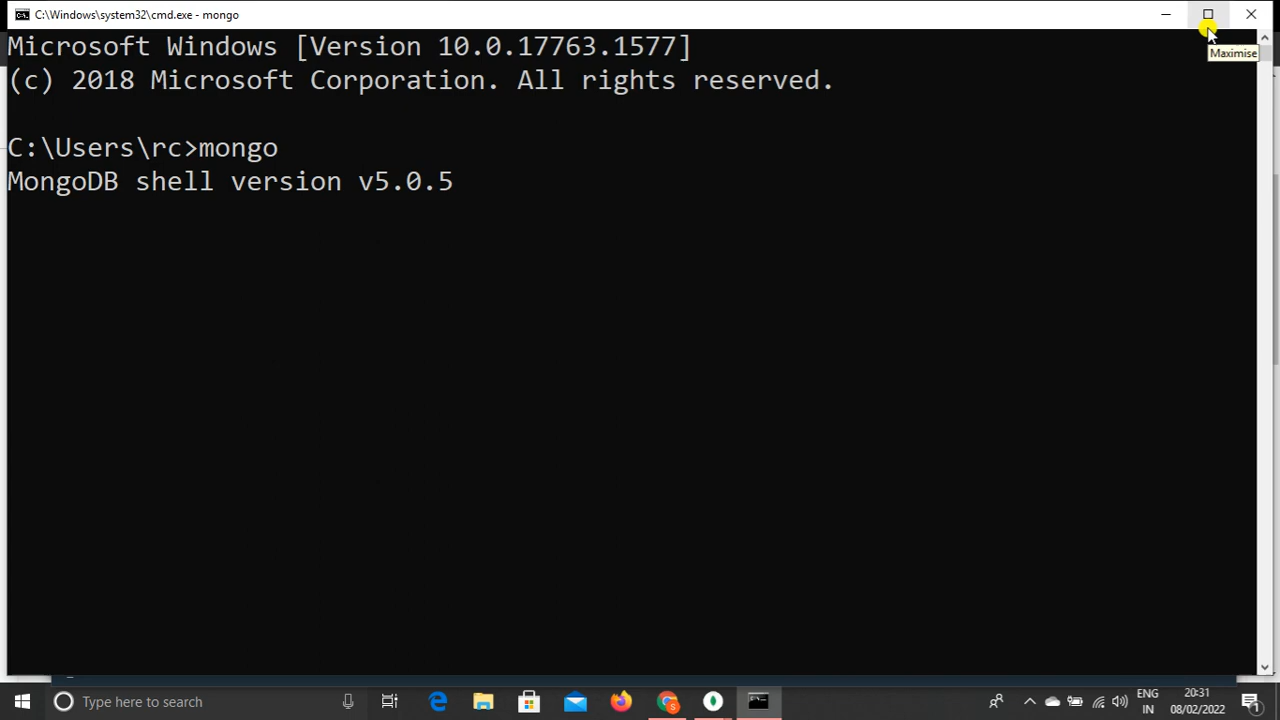 C:\Windows\system32\cmd.exe - mongo
Maximise
Microsoft Windows [Version 10.0.17763.1577]
(c) 2018 Microsoft Corporation. All rights reserved.
C:\Users\rc>mongo
MongoDB shell version v5.0.5
Type here to search
ENG
IN
20:31
08/02/2022
1